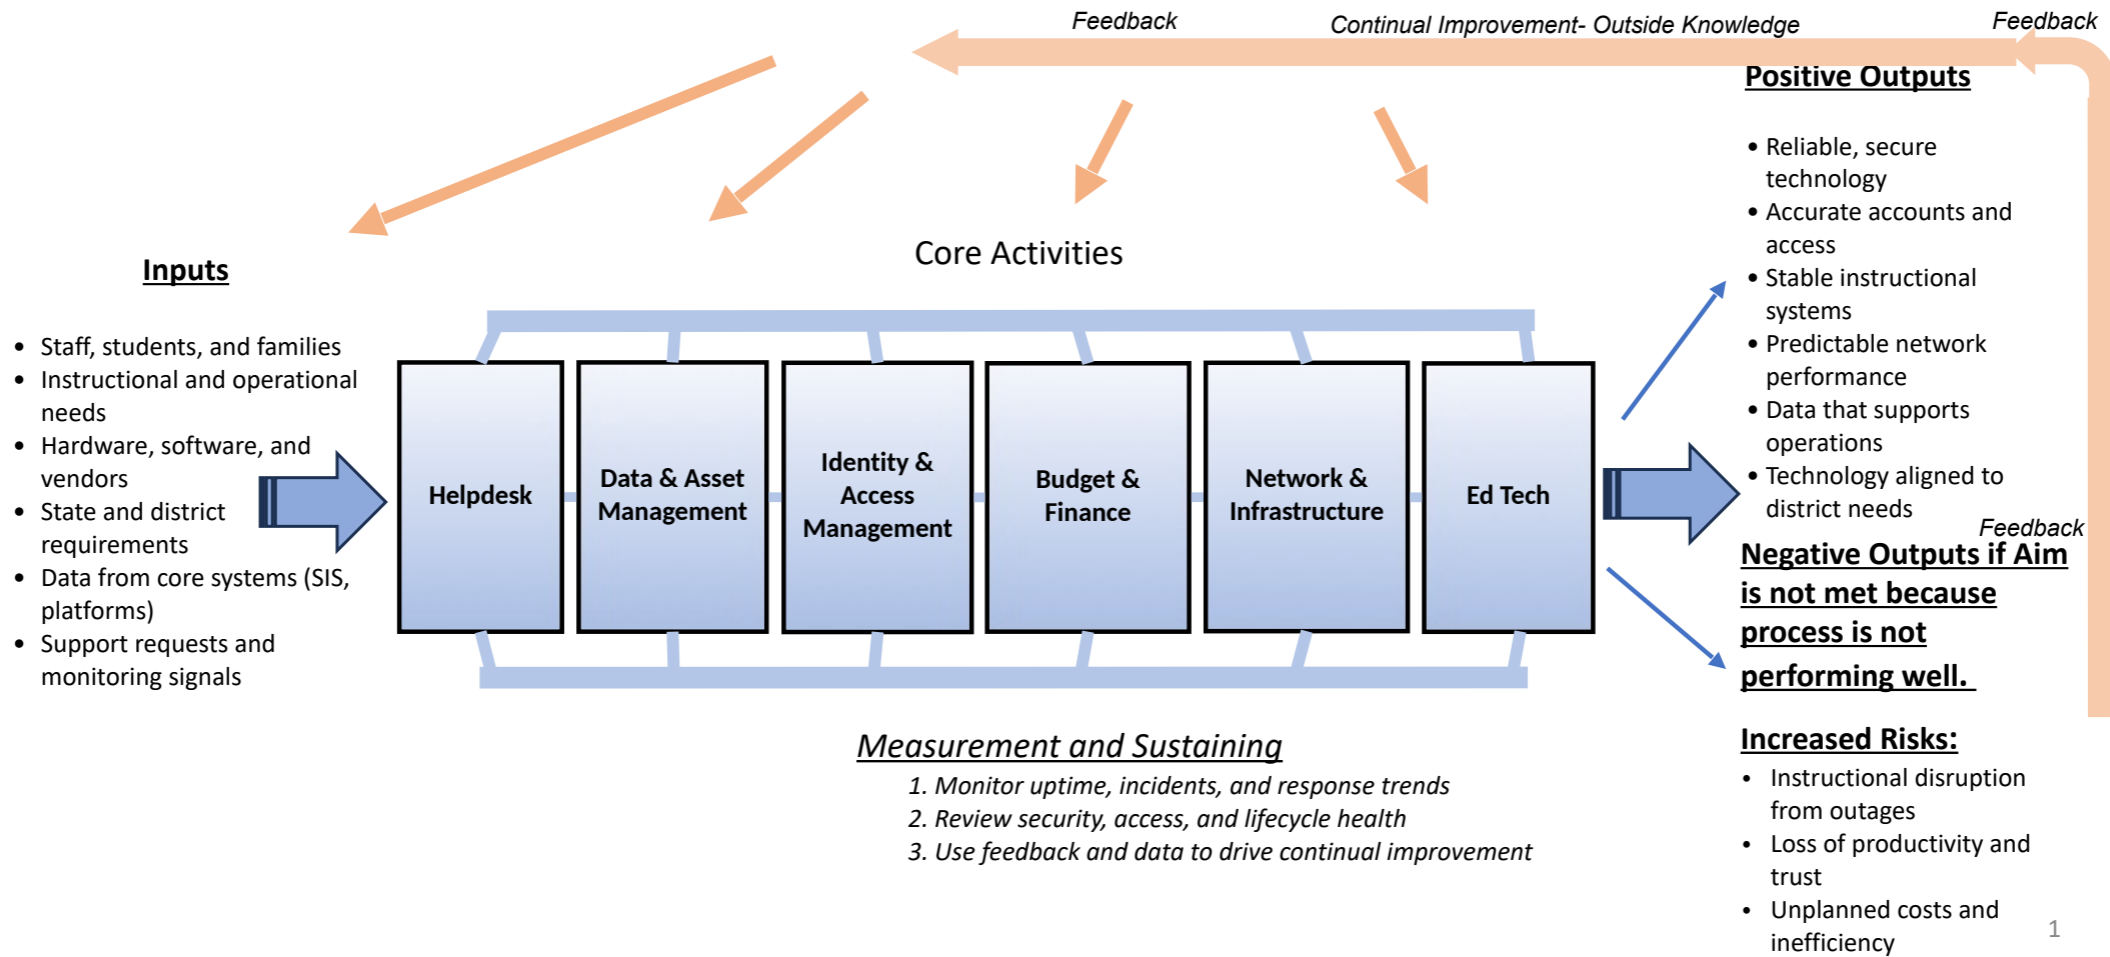 Feedback
Continual Improvement- Outside Knowledge
Feedback
Inputs
• Staff, students, and families
• Instructional and operational
needs
• Hardware, software, and
vendors
• State and district
requirements
• Data from core systems (SIS,
platforms)
• Support requests and
monitoring signals
Core Activities
Helpdesk
Data & Asset
Management
Identity &
Access
Management
Budget &
Finance
Network &
Infrastructure
Ed Tech
Measurement and Sustaining
1. Monitor uptime, incidents, and response trends
2. Review security, access, and lifecycle health
3. Use feedback and data to drive continual improvement
Positive Outputs
• Reliable, secure
technology
• Accurate accounts and
access
• Stable instructional
systems
• Predictable network
performance
• Data that supports
operations
• Technology aligned to
district needs
Feedback
Negative Outputs if Aim
is not met because
process is not
performing well.
Increased Risks:
• Instructional disruption
from outages
• Loss of productivity and
trust
• Unplanned costs and
inefficiency
1